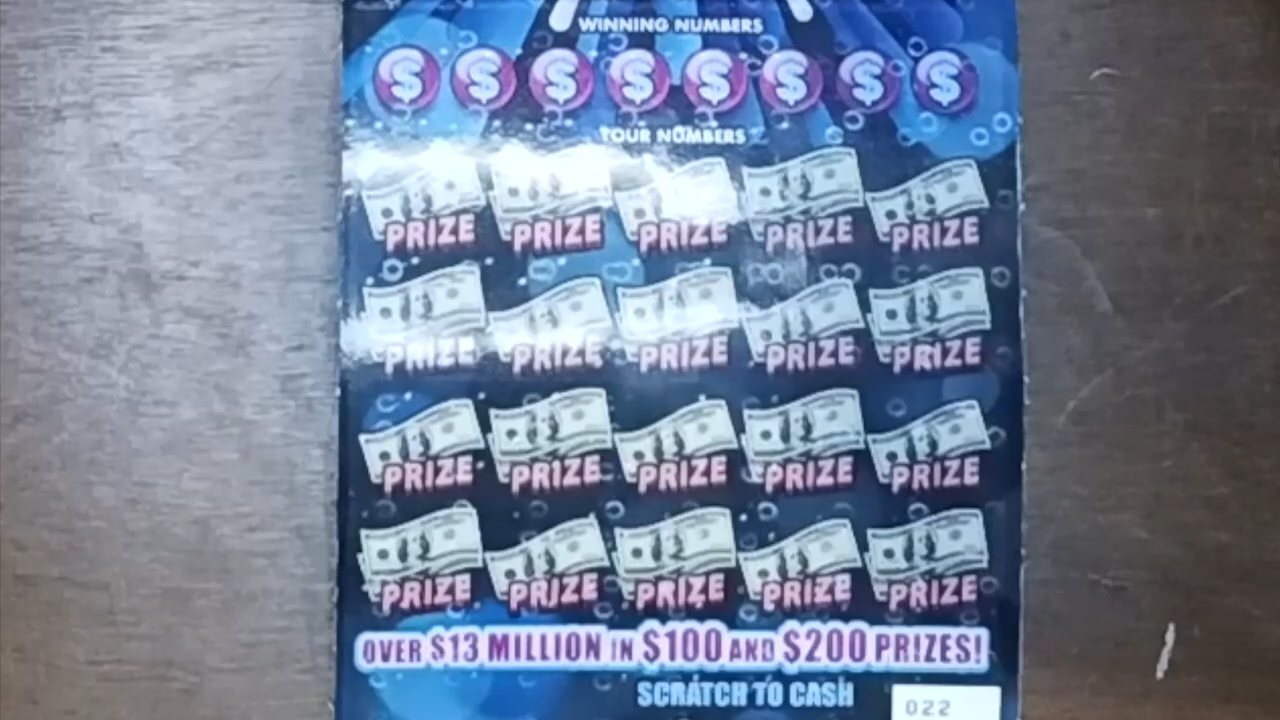 WINNING NUMBERS
$ $ $ $ $ $ $ $
YOUR NUMBERS
PRIZE PRIZE PRIZE PRIZE PRIZE
PRIZE PRIZE PRIZE PRIZE PRIZE
PRIZE PRIZE PRIZE PRIZE PRIZE
PRIZE PRIZE PRIZE PRIZE PRIZE
OVER $13 MILLION IN $100 AND $200 PRIZES!
SCRATCH TO CASH
022